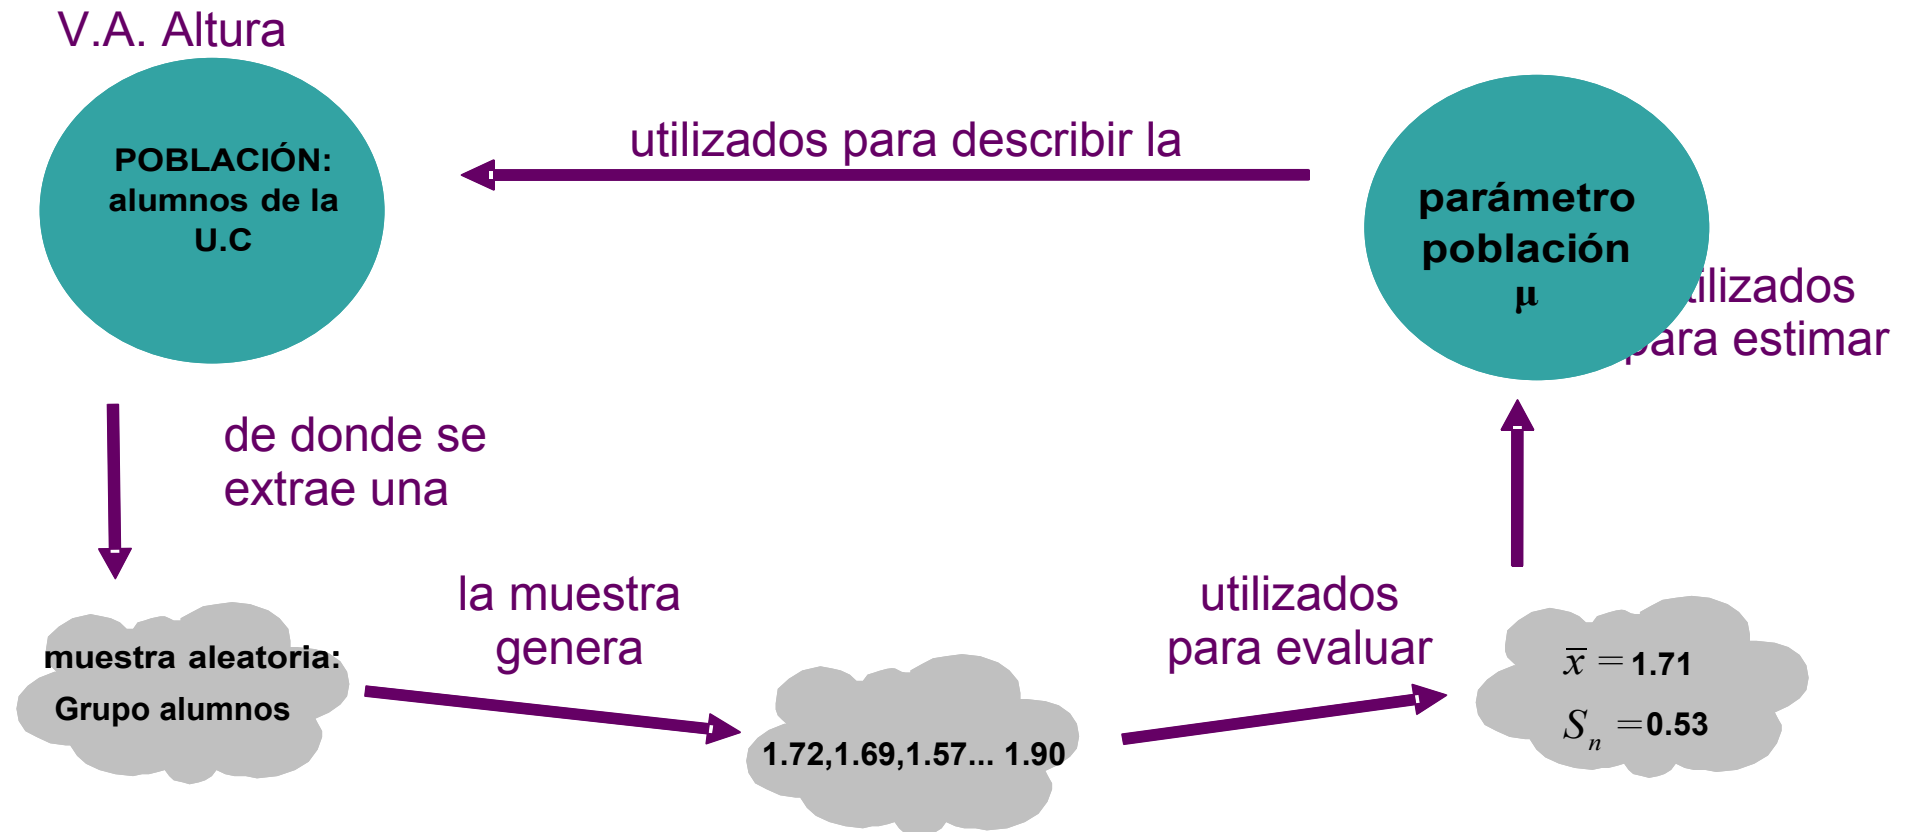 V.A. Altura
POBLACIÓN:
alumnos de la
U.C
utilizados para describir la
parámetro
población
μ
tilizados
para estimar
de donde se
extrae una
muestra aleatoria:
Grupo alumnos
la muestra
genera
1.72,1.69,1.57... 1.90
utilizados
para evaluar
x̄ = 1.71
Sₙ =0.53